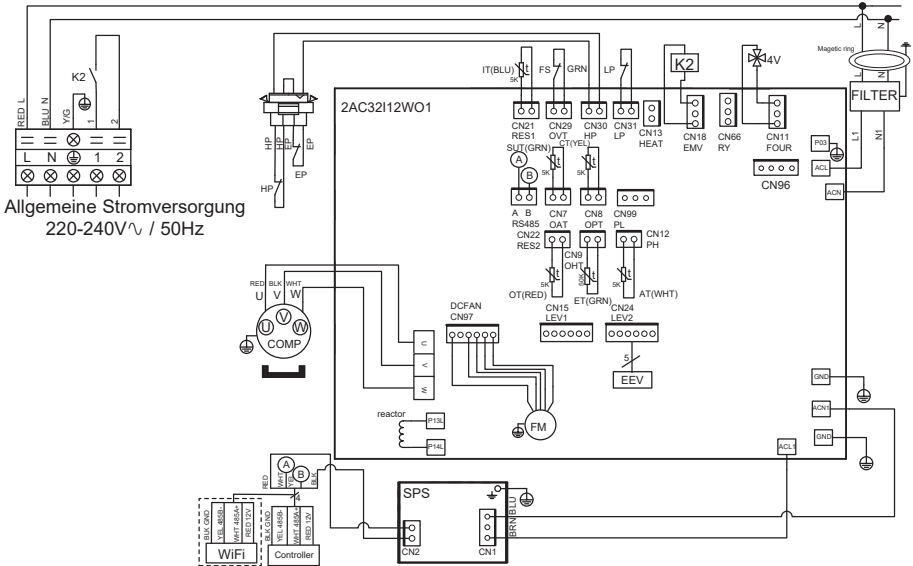 RED L
BLU N
Y/G
K2
1
2
L N 1 2
Allgemeine Stromversorgung
220-240V∿ / 50Hz
HP
HP
EP
EP
HP
EP
2AC32I12WO1
IT(BLU)
5K
t
FS
GRN
LP
K2
4V
L
N
Magetic ring
L
N
FILTER
L1
N1
CN21
RES1
CN29
OVT
CN30
HP
CN31
LP
CN13
HEAT
CN18
EMV
CN66
RY
CN11
FOUR
P03
ACL
ACN
CN96
SUT(GRN)
CT(YEL)
A
B
5K
t
5K
t
A B
RS485
CN7
OAT
CN8
OPT
CN99
PL
CN22
RES2
CN9
OHT
CN12
PH
5K
t
50K
t
5K
t
OT(RED)
ET(GRN)
AT(WHT)
RED BLK WHT
U V W
U
V
W
COMP
U
V
W
DCFAN
CN97
CN15
LEV1
CN24
LEV2
5
EEV
FM
reactor
P13L
P14L
GND
ACN1
GND
ACL1
RED
WHT
YEL
BLK
A
B
4
BLK GND
YEL 485B-
WHT 485A+
RED 12V
WiFi
BLK GND
YEL 485B-
WHT 485A+
RED 12V
Controller
SPS
CN2
CN1
BRN
BLU